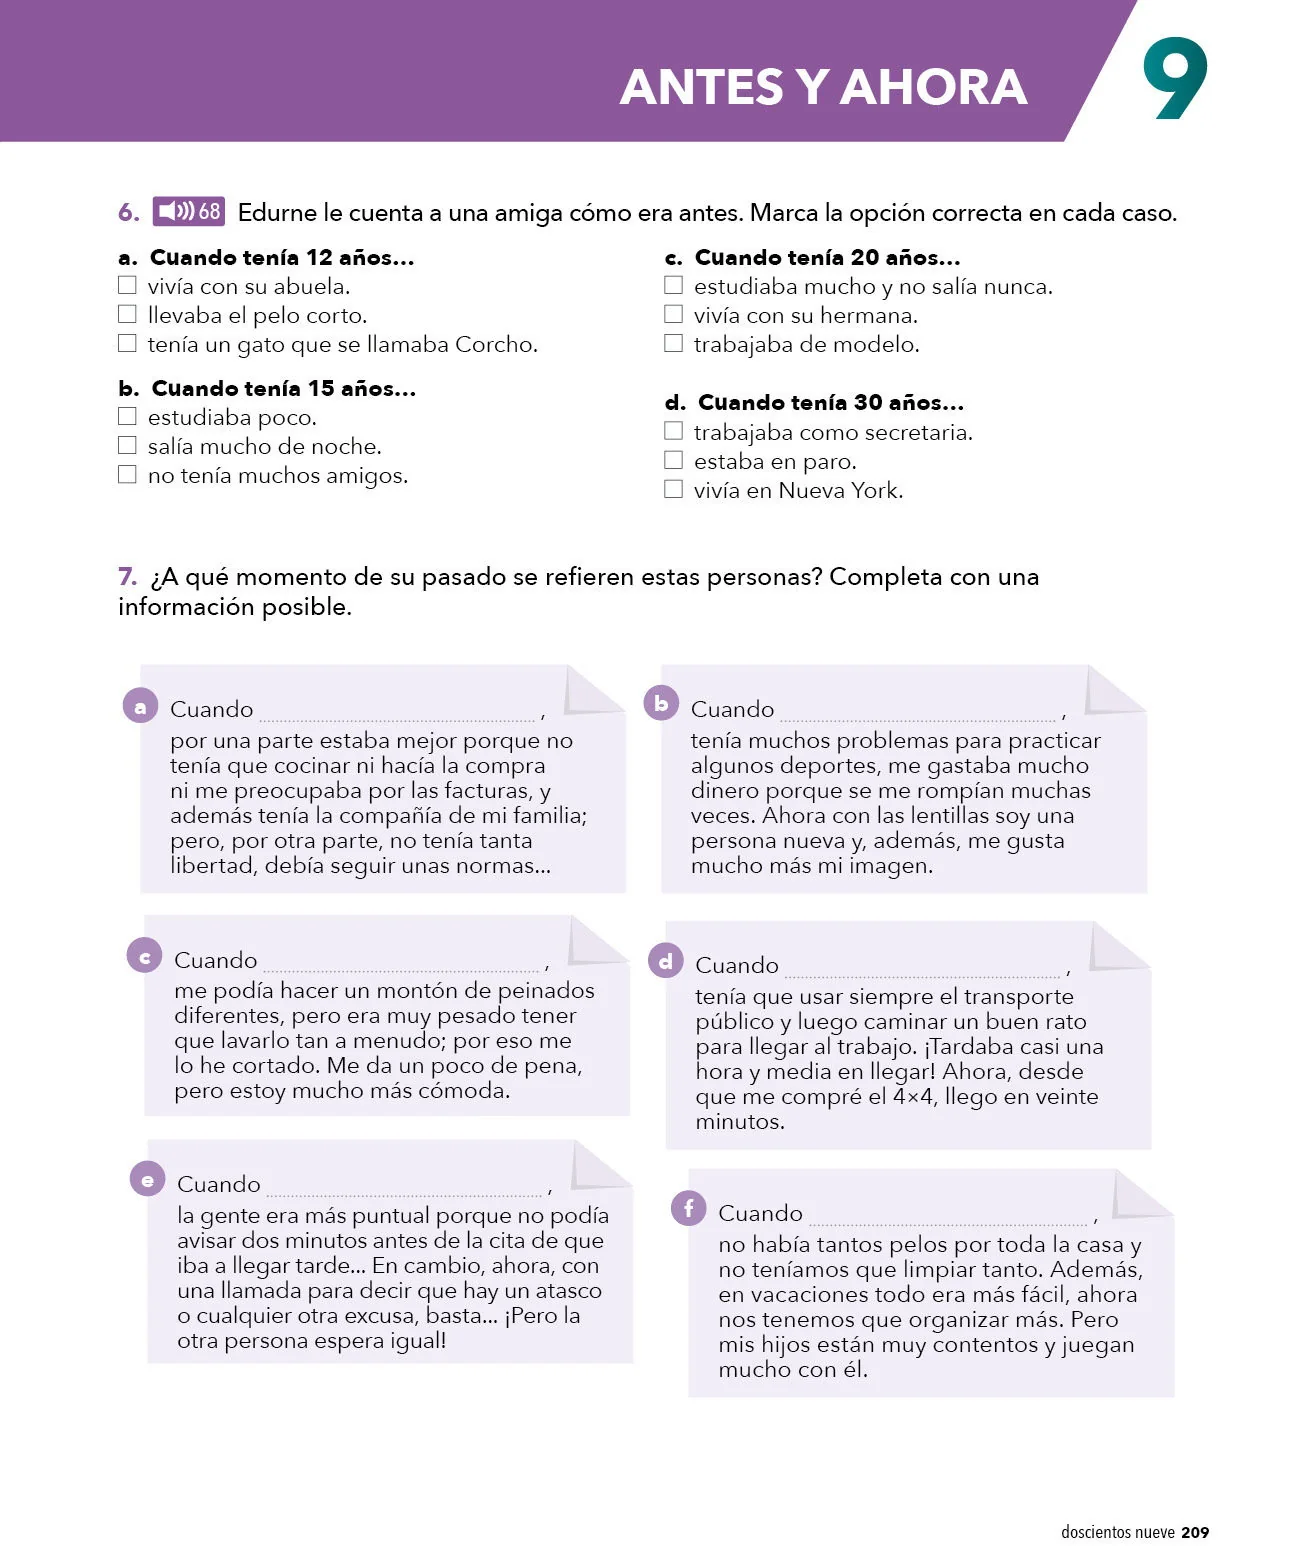 ANTES Y AHORA
9
6. 68 Edurne le cuenta a una amiga cómo era antes. Marca la opción correcta en cada caso.
a. Cuando tenía 12 años...
vivía con su abuela.
llevaba el pelo corto.
tenía un gato que se llamaba Corcho.
b. Cuando tenía 15 años...
estudiaba poco.
salía mucho de noche.
no tenía muchos amigos.
c. Cuando tenía 20 años...
estudiaba mucho y no salía nunca.
vivía con su hermana.
trabajaba de modelo.
d. Cuando tenía 30 años...
trabajaba como secretaria.
estaba en paro.
vivía en Nueva York.
7. ¿A qué momento de su pasado se refieren estas personas? Completa con una
información posible.
a
Cuando ,
por una parte estaba mejor porque no
tenía que cocinar ni hacía la compra
ni me preocupaba por las facturas, y
además tenía la compañía de mi familia;
pero, por otra parte, no tenía tanta
libertad, debía seguir unas normas...
b
Cuando ,
tenía muchos problemas para practicar
algunos deportes, me gastaba mucho
dinero porque se me rompían muchas
veces. Ahora con las lentillas soy una
persona nueva y, además, me gusta
mucho más mi imagen.
c
Cuando ,
me podía hacer un montón de peinados
diferentes, pero era muy pesado tener
que lavarlo tan a menudo; por eso me
lo he cortado. Me da un poco de pena,
pero estoy mucho más cómoda.
d
Cuando ,
tenía que usar siempre el transporte
público y luego caminar un buen rato
para llegar al trabajo. ¡Tardaba casi una
hora y media en llegar! Ahora, desde
que me compré el 4×4, llego en veinte
minutos.
e
Cuando ,
la gente era más puntual porque no podía
avisar dos minutos antes de la cita de que
iba a llegar tarde... En cambio, ahora, con
una llamada para decir que hay un atasco
o cualquier otra excusa, basta... ¡Pero la
otra persona espera igual!
f
Cuando ,
no había tantos pelos por toda la casa y
no teníamos que limpiar tanto. Además,
en vacaciones todo era más fácil, ahora
nos tenemos que organizar más. Pero
mis hijos están muy contentos y juegan
mucho con él.
doscientos nueve 209